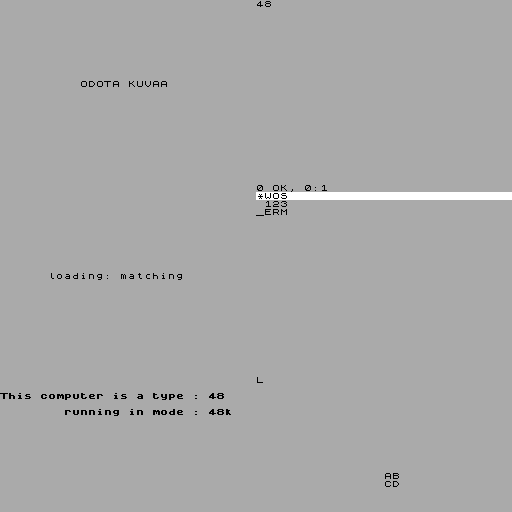 48
ODOTA KUVAA
0 OK, 0:1
*WOS
123
_ERM
loading: matching
L
This computer is a type : 48
running in mode : 48k
AB
CD